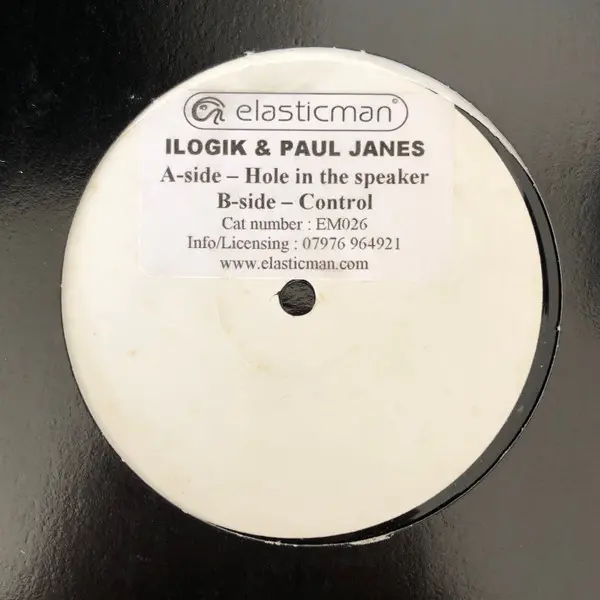 elasticman®
ILOGIK & PAUL JANES
A-side – Hole in the speaker
B-side – Control
Cat number : EM026
Info/Licensing : 07976 964921
www.elasticman.com